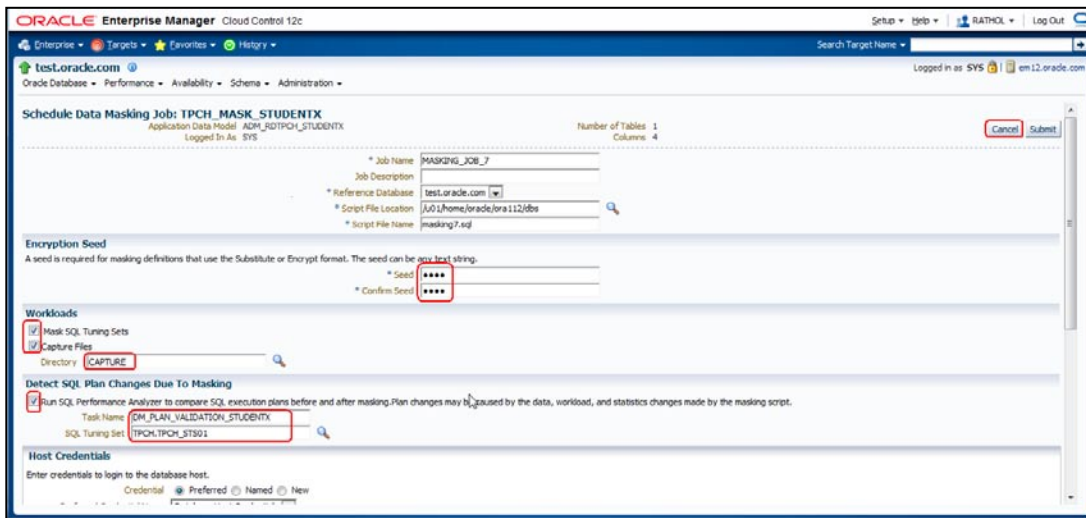 ORACLE Enterprise Manager Cloud Control 12c
Setup Help RATHOL Log Out
Enterprise Targets Favorites History Search Target Name
test.oracle.com
Logged in as SYS em12.oracle.com
Oracle Database Performance Availability Schema Administration
Schedule Data Masking Job: TPCH_MASK_STUDENTX
Application Data Model ADM_RDTPCH_STUDENTX Number of Tables 1
Logged In As SYS Columns 4
Cancel Submit
* Job Name MASKING_JOB_7
Job Description
* Reference Database test.oracle.com
* Script File Location /u01/home/oracle/ora112/dbs
* Script File Name masking7.sql
Encryption Seed
A seed is required for masking definitions that use the Substitute or Encrypt format. The seed can be any text string.
* Seed ••••
* Confirm Seed ••••
Workloads
Mask SQL Tuning Sets
Capture Files
Directory CAPTURE
Detect SQL Plan Changes Due To Masking
Run SQL Performance Analyzer to compare SQL execution plans before and after masking.Plan changes may be caused by the data, workload, and statistics changes made by the masking script.
Task Name DM_PLAN_VALIDATION_STUDENTX
SQL Tuning Set TPCH.TPCH_STS01
Host Credentials
Enter credentials to login to the database host.
Credential Preferred Named New